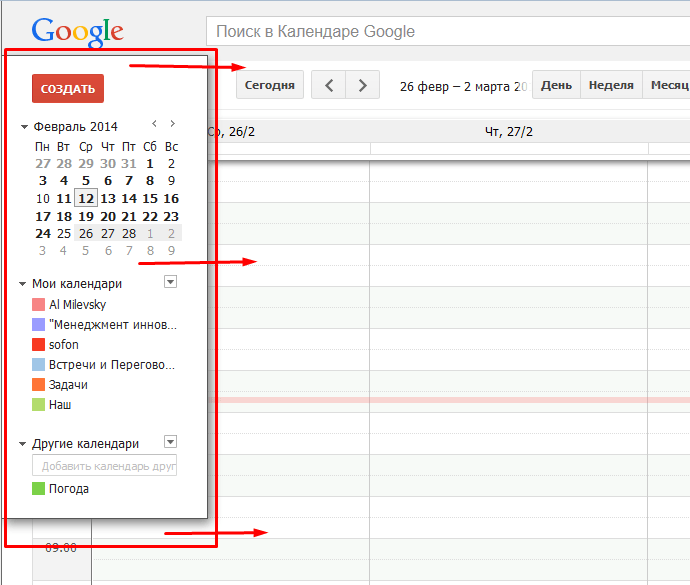 Google
Поиск в Календаре Google
СОЗДАТЬ
Сегодня
26 февр – 2 марта 20
День Неделя Месяц
Февраль 2014
Пн Вт Ср Чт Пт Сб Вс
27 28 29 30 31 1 2
3 4 5 6 7 8 9
10 11 12 13 14 15 16
17 18 19 20 21 22 23
24 25 26 27 28 1 2
3 4 5 6 7 8 9
Ср, 26/2
Чт, 27/2
Мои календари
Al Milevsky
"Менеджмент иннов...
sofon
Встречи и Перегово...
Задачи
Наш
Другие календари
Добавить календарь друг
Погода
09:00